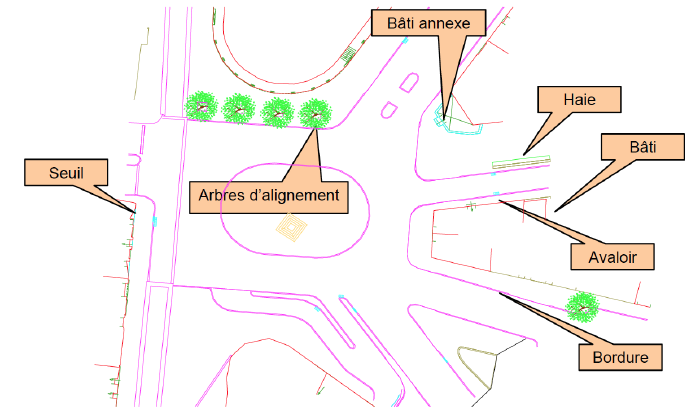 Bâti annexe
Haie
Bâti
Seuil
Arbres d'alignement
Avaloir
Bordure